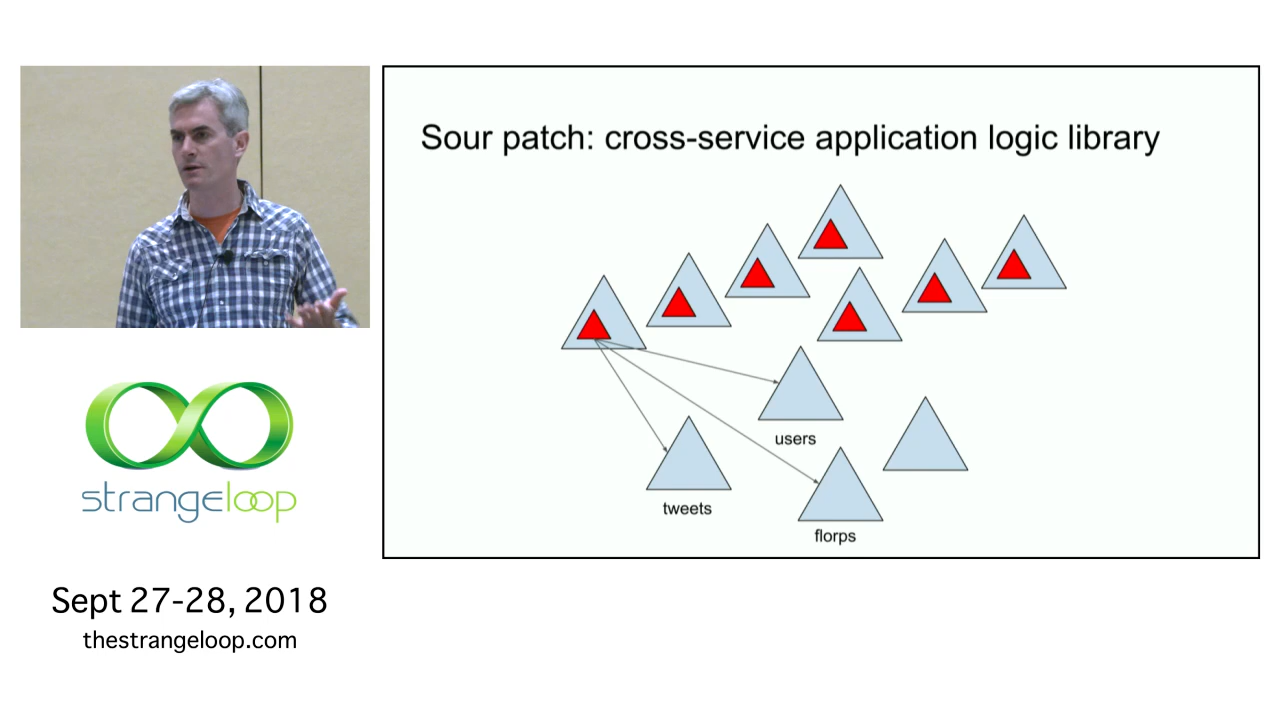 Sour patch: cross-service application logic library
users
tweets
florps
strangeloop
Sept 27-28, 2018
thestrangeloop.com